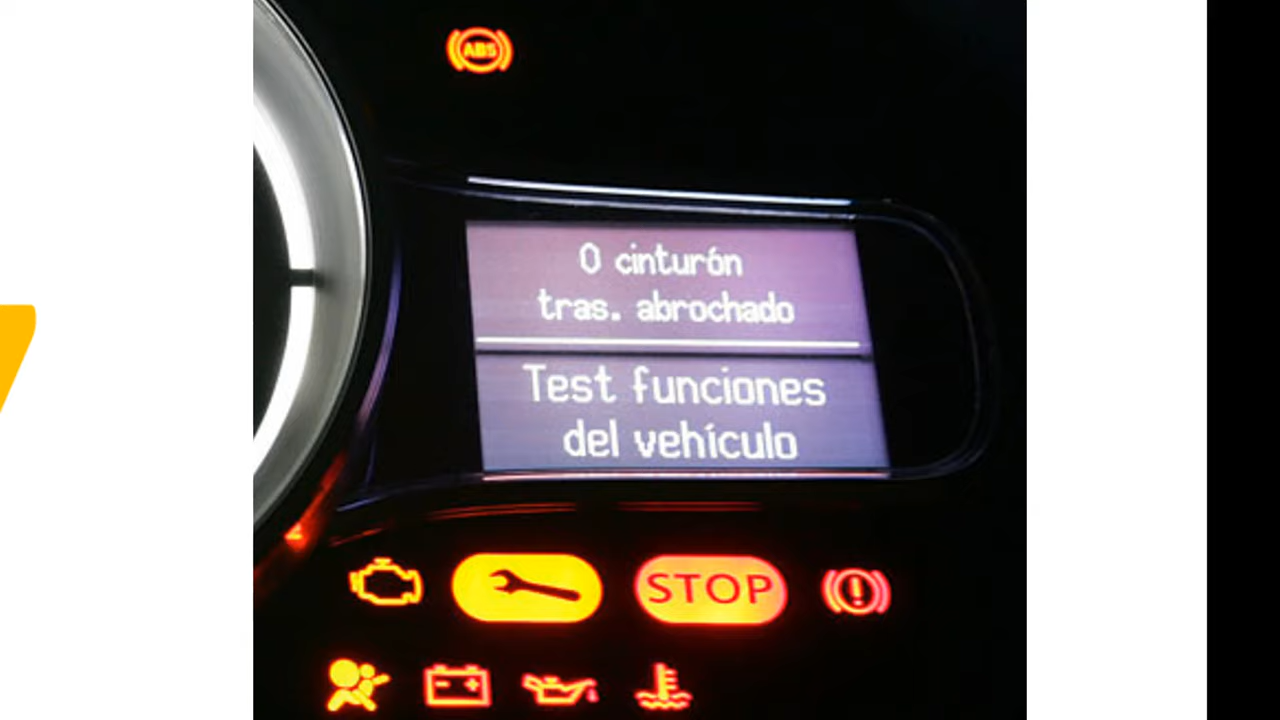 ABS
0 cinturón
tras. abrochado
Test funciones
del vehículo
STOP